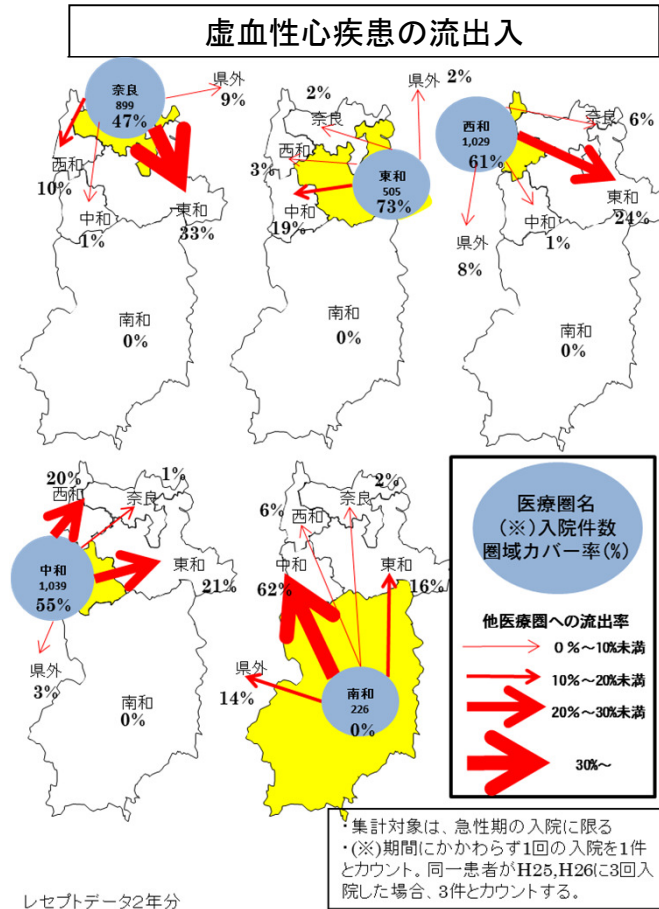 虚血性心疾患の流出入
奈良
899
47%
県外
9%
西和
10%
中和
1%
東和
33%
南和
0%
2%
奈良
県外
2%
西和
3%
東和
505
73%
中和
19%
南和
0%
西和
1,029
61%
奈良
6%
東和
24%
中和
1%
県外
8%
南和
0%
20%
西和
奈良
1%
中和
1,039
55%
東和
21%
県外
3%
南和
0%
2%
奈良
6%
西和
中和
62%
東和
16%
県外
14%
南和
226
0%
医療圏名
(※)入院件数
圏域カバー率(%)
他医療圏への流出率
0%~10%未満
10%~20%未満
20%~30%未満
30%~
・集計対象は、急性期の入院に限る
・(※)期間にかかわらず1回の入院を1件
とカウント。同一患者がH25,H26に3回入
院した場合、3件とカウントする。
レセプトデータ2年分